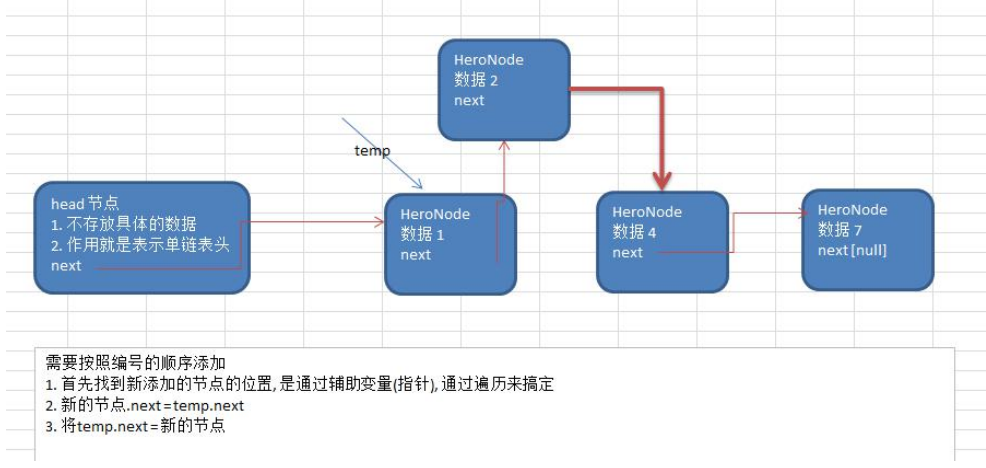 HeroNode
数据 2
next
temp
head 节点
1. 不存放具体的数据
2. 作用就是表示单链表头
next
HeroNode
数据 1
next
HeroNode
数据 4
next
HeroNode
数据 7
next[null]
需要按照编号的顺序添加
1. 首先找到新添加的节点的位置, 是通过辅助变量(指针), 通过遍历来搞定
2. 新的节点.next=temp.next
3. 将temp.next=新的节点